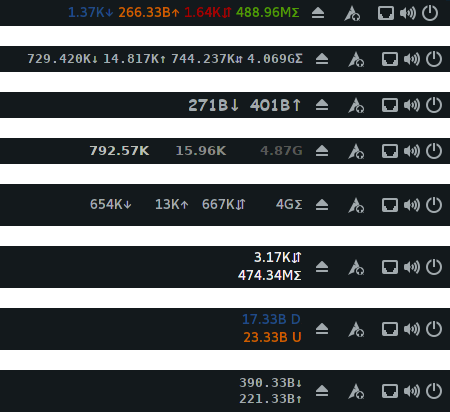 1.37K↓ 266.33B↑ 1.64K⇵ 488.96MΣ
729.420K↓ 14.817K↑ 744.237K⇵ 4.069GΣ
271B↓ 401B↑
792.57K 15.96K 4.87G
654K↓ 13K↑ 667K⇵ 4GΣ
3.17K⇵
474.34MΣ
17.33B D
23.33B U
390.33B↓
221.33B↑